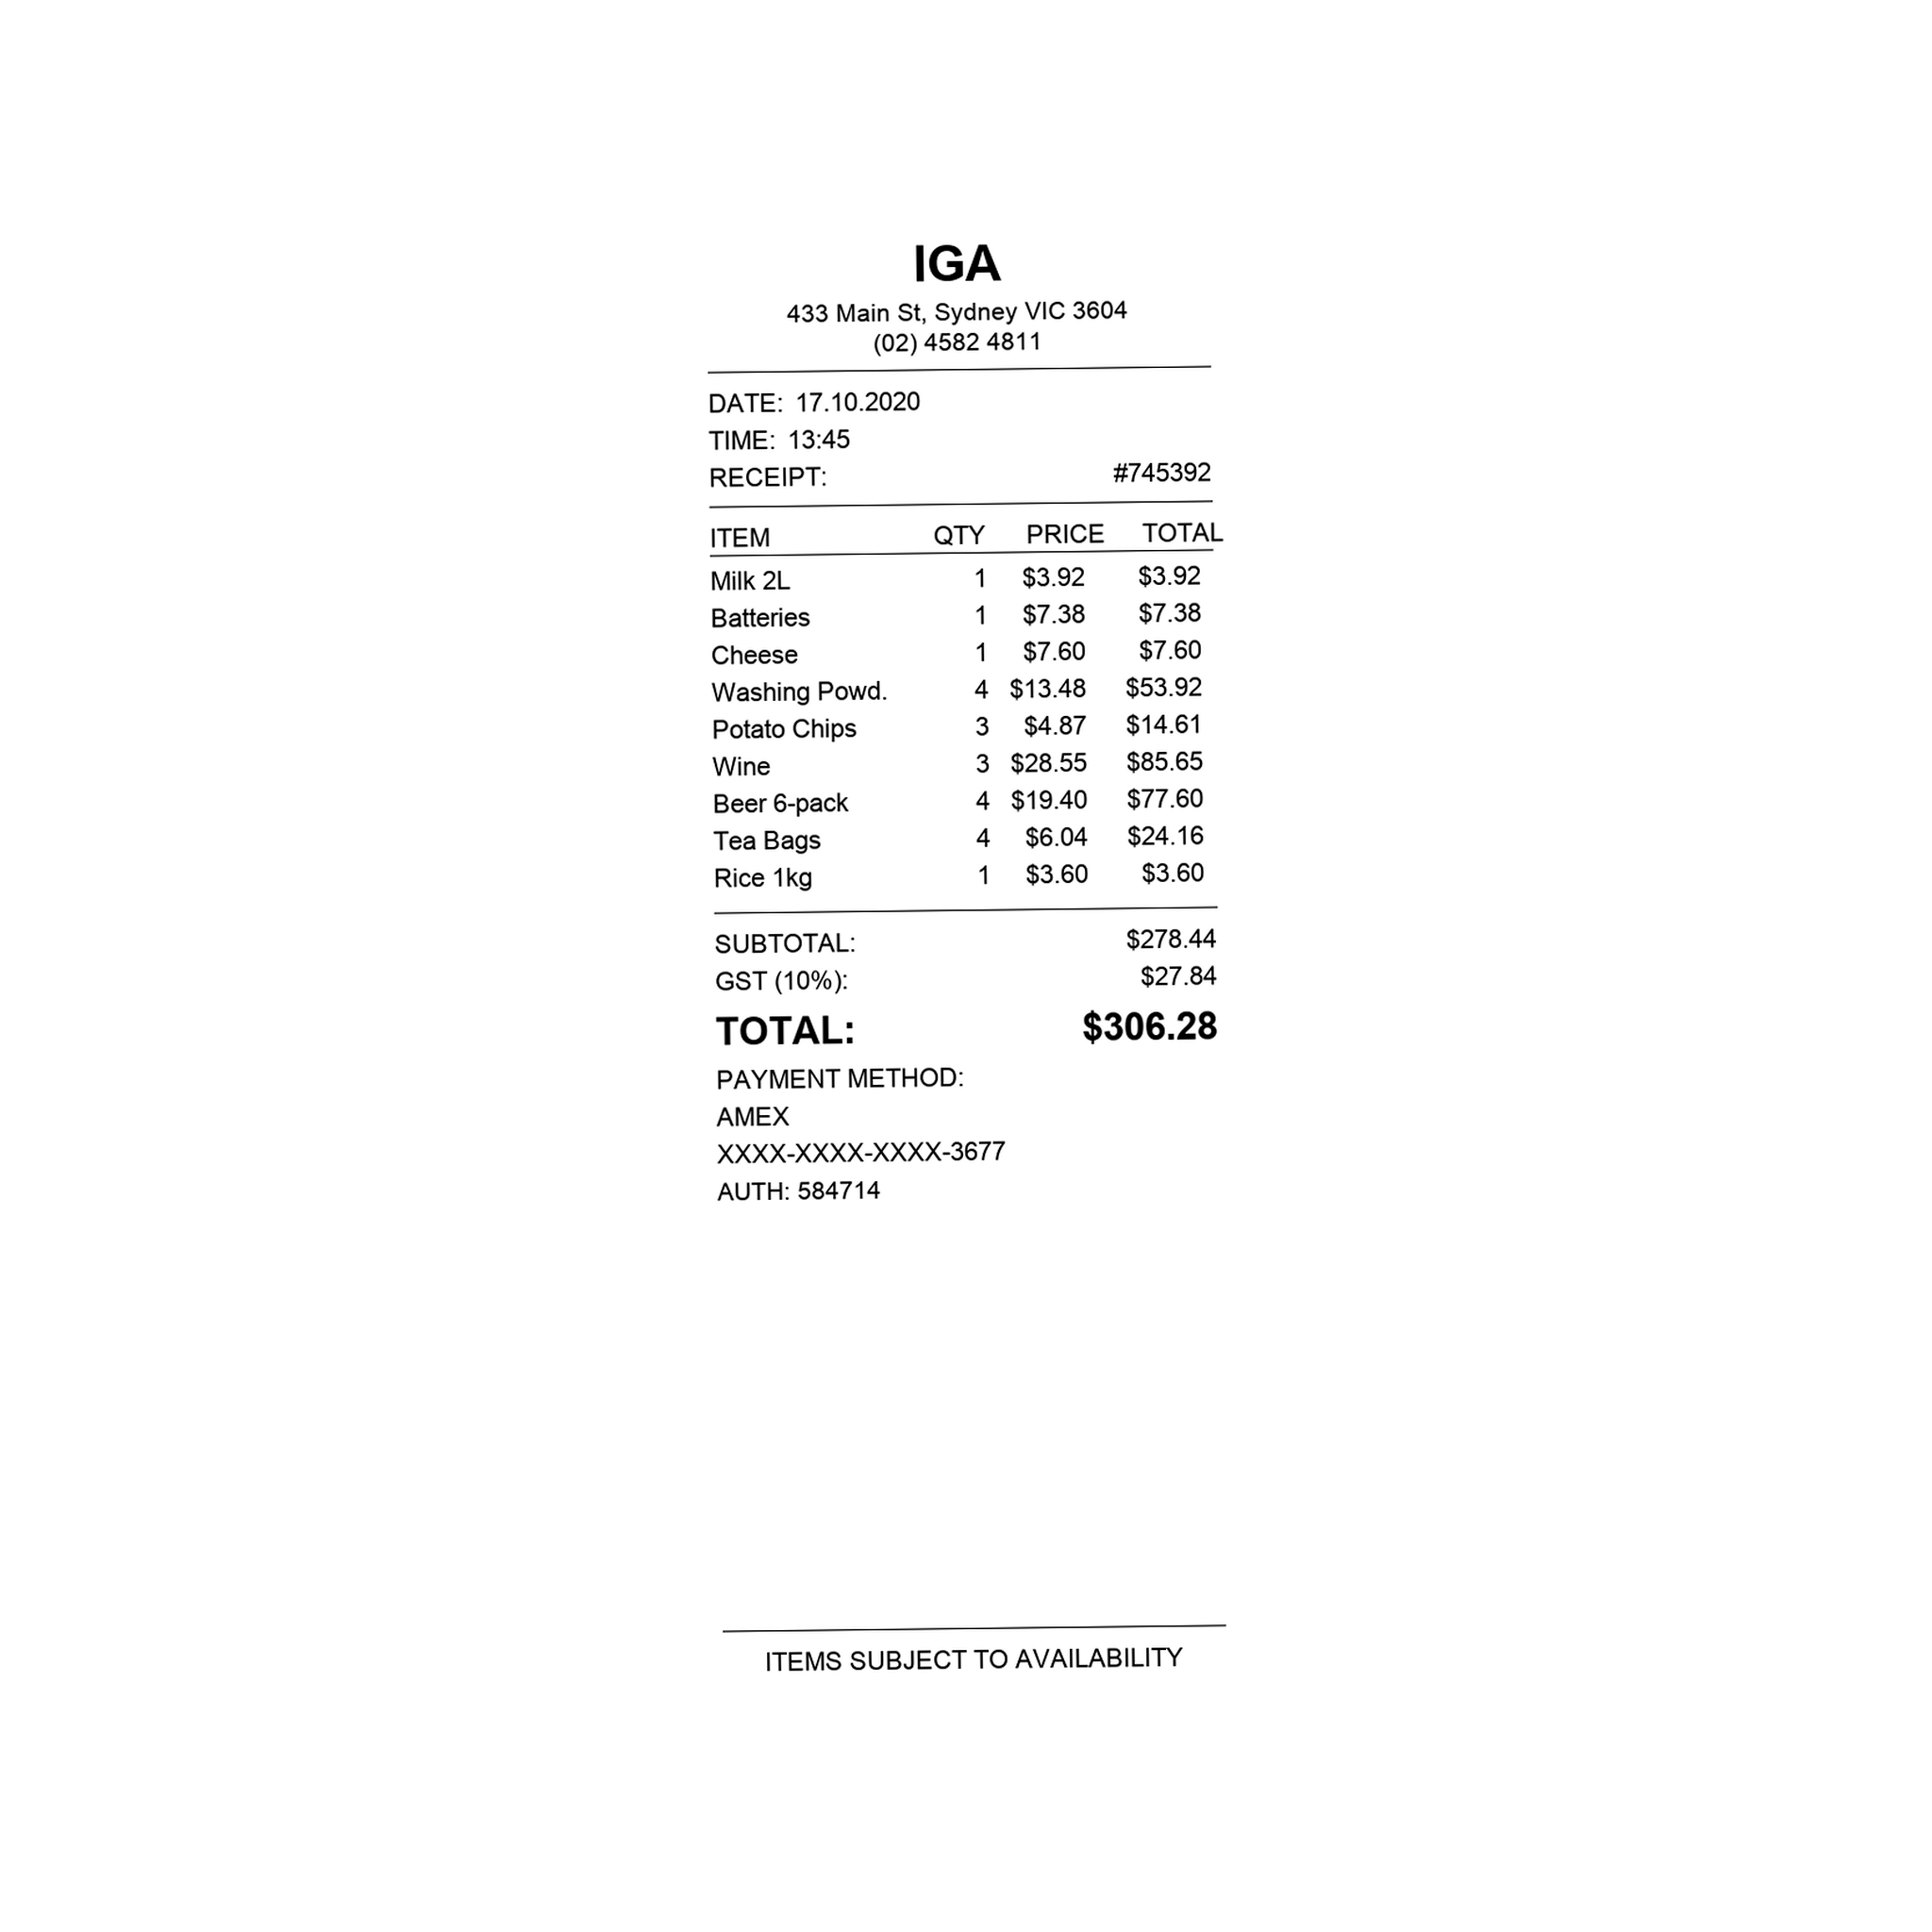 IGA
433 Main St, Sydney VIC 3604
(02) 4582 4811
DATE: 17.10.2020
TIME: 13:45
RECEIPT: #745392
ITEM QTY PRICE TOTAL
Milk 2L 1 $3.92 $3.92
Batteries 1 $7.38 $7.38
Cheese 1 $7.60 $7.60
Washing Powd. 4 $13.48 $53.92
Potato Chips 3 $4.87 $14.61
Wine 3 $28.55 $85.65
Beer 6-pack 4 $19.40 $77.60
Tea Bags 4 $6.04 $24.16
Rice 1kg 1 $3.60 $3.60
SUBTOTAL: $278.44
GST (10%): $27.84
TOTAL: $306.28
PAYMENT METHOD:
AMEX
XXXX-XXXX-XXXX-3677
AUTH: 584714
ITEMS SUBJECT TO AVAILABILITY